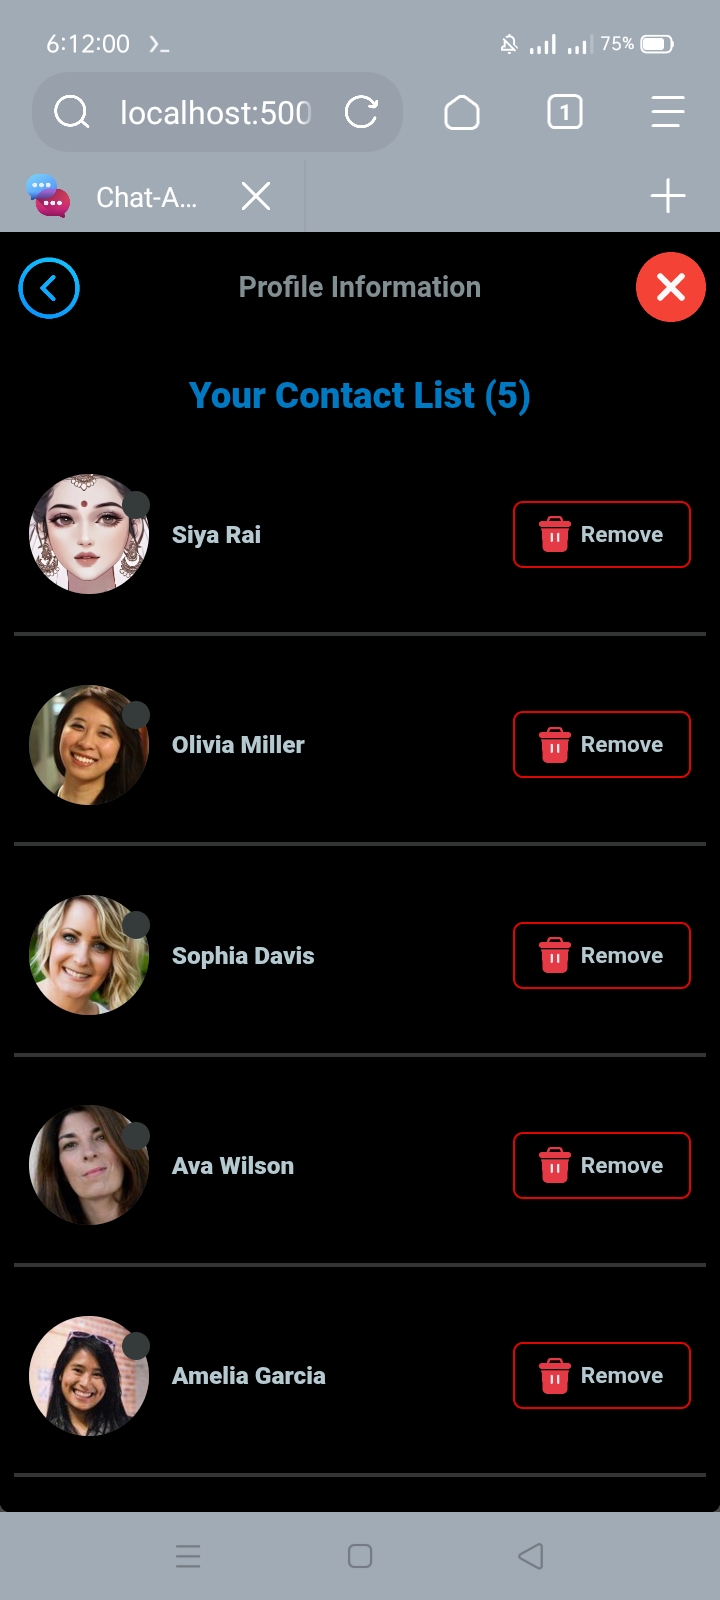 6:12:00
75%
localhost:500
1
Chat-A...
Profile Information
Your Contact List (5)
Siya Rai
Remove
Olivia Miller
Remove
Sophia Davis
Remove
Ava Wilson
Remove
Amelia Garcia
Remove